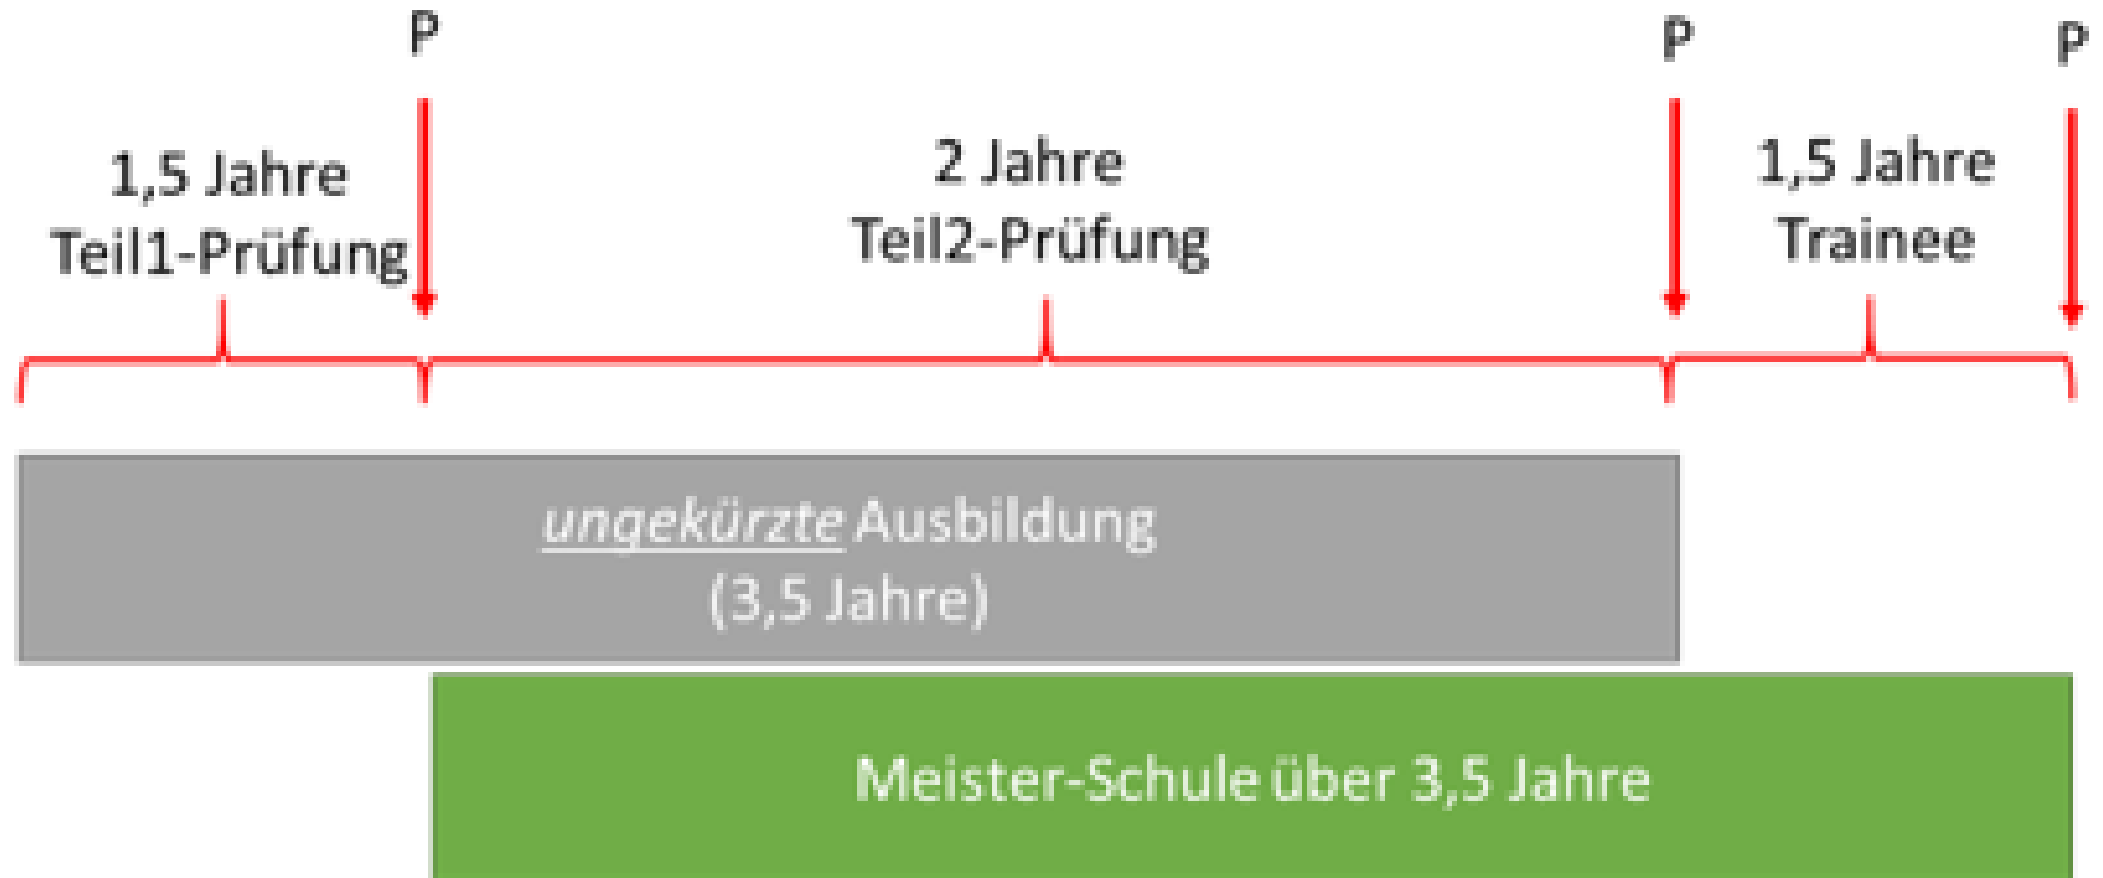 P
P
P
1,5 Jahre
Teil1-Prüfung
2 Jahre
Teil2-Prüfung
1,5 Jahre
Trainee
ungekürzte Ausbildung
(3,5 Jahre)
Meister-Schule über 3,5 Jahre